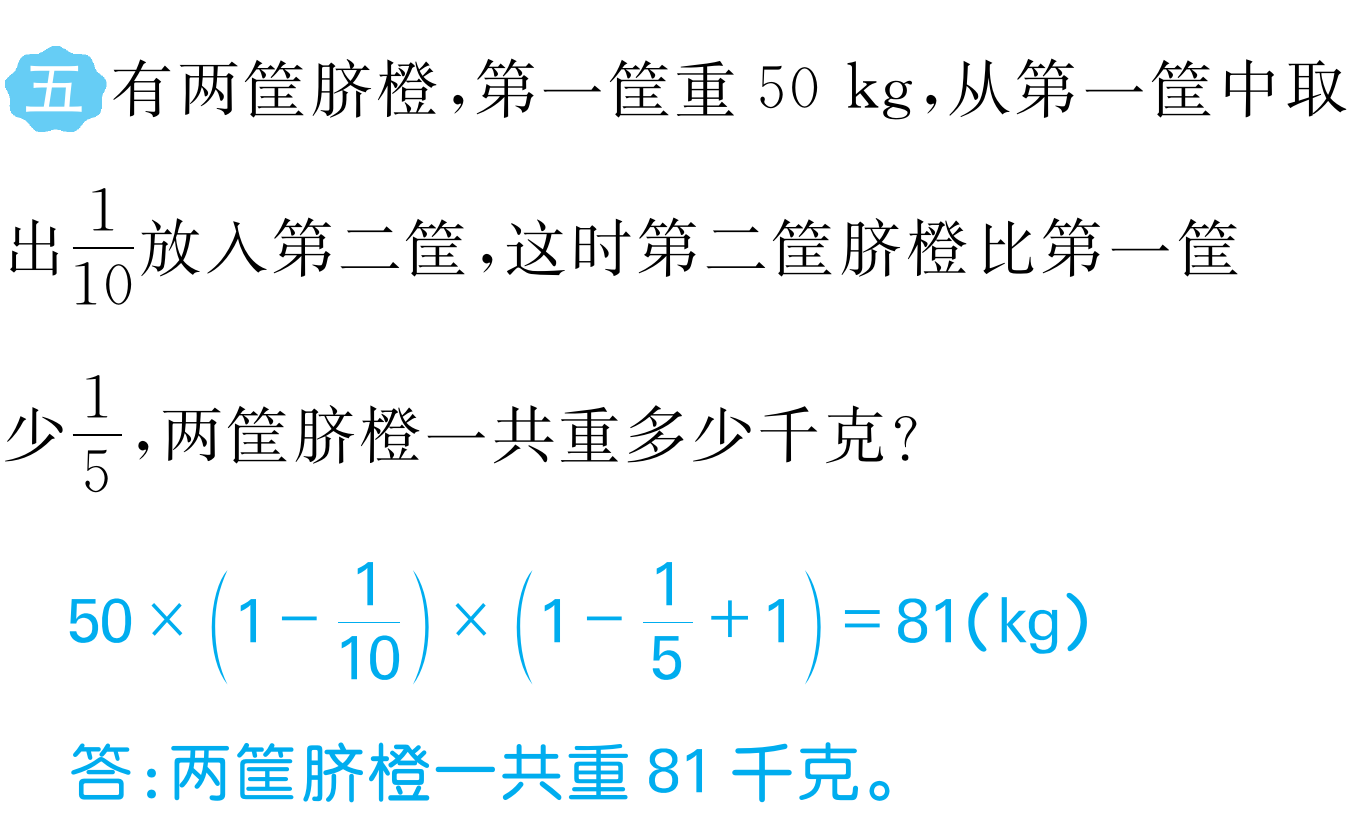 五 有两筐脐橙,第一筐重 50 kg,从第一筐中取
出1/10放入第二筐,这时第二筐脐橙比第一筐
少1/5,两筐脐橙一共重多少千克?
50×(1-1/10)×(1-1/5+1)=81(kg)
答:两筐脐橙一共重 81 千克。